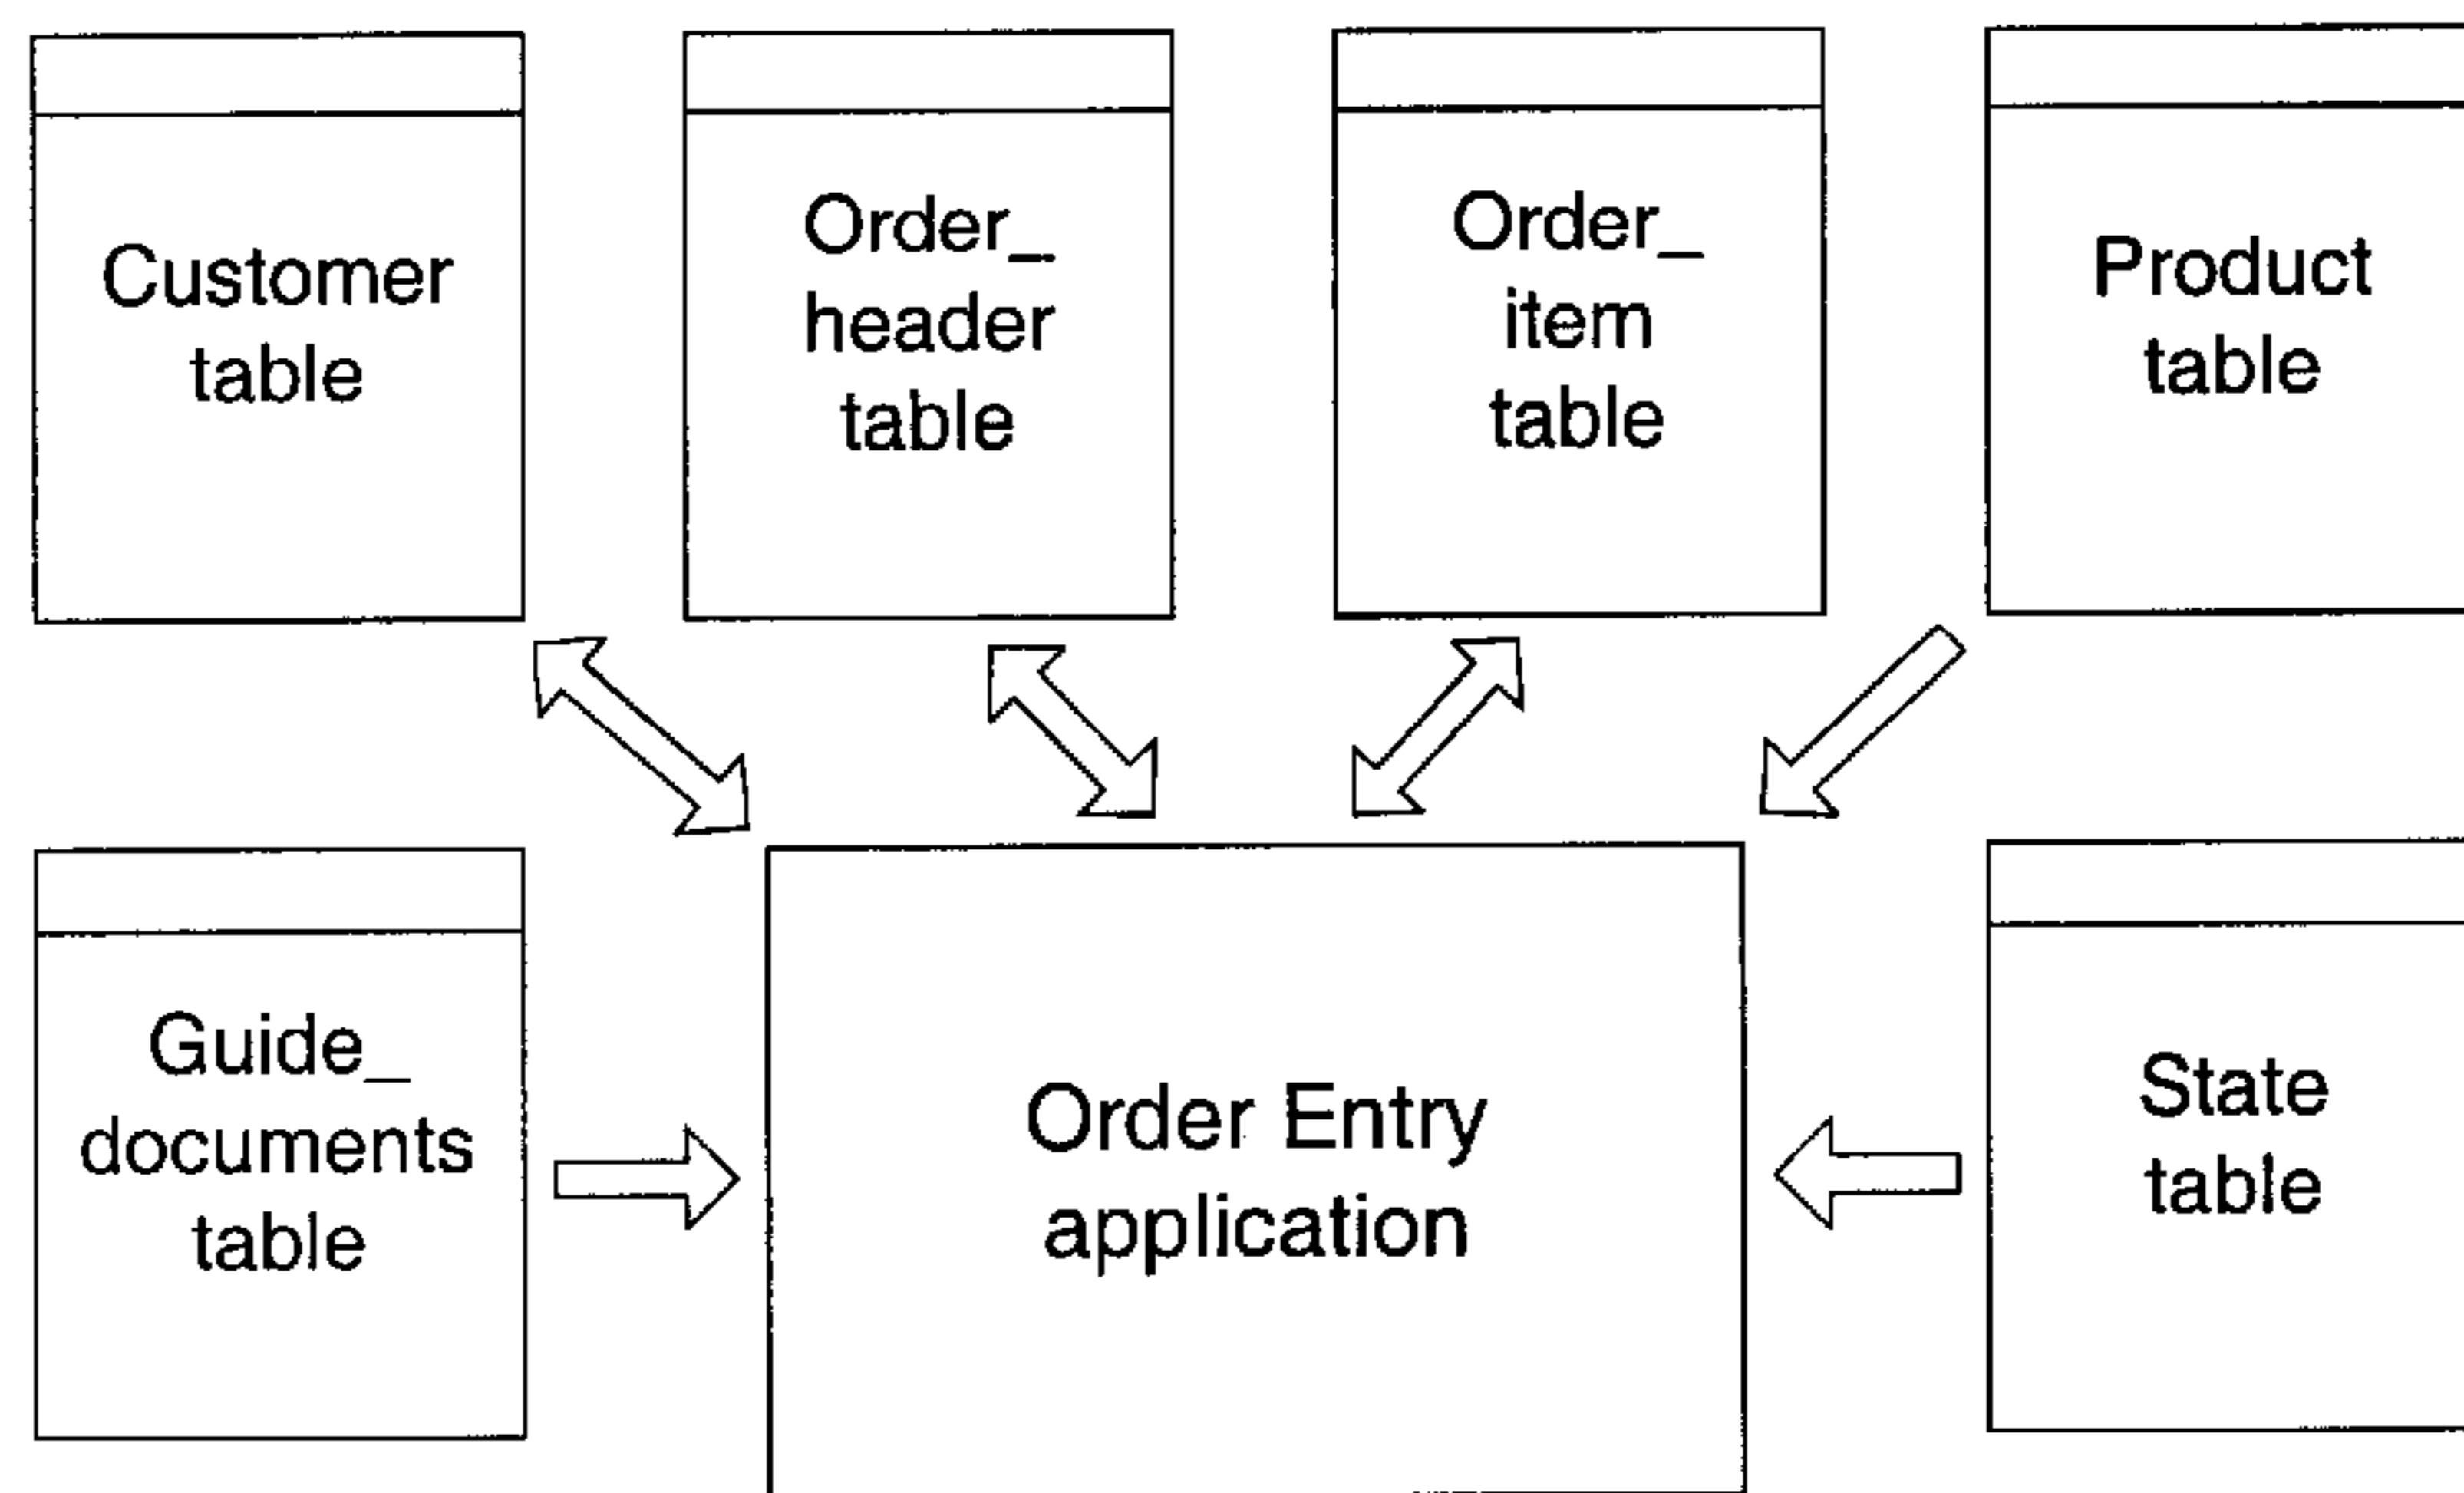 Customer
table
Order_
header
table
Order_
item
table
Product
table
Guide_
documents
table
Order Entry
application
State
table